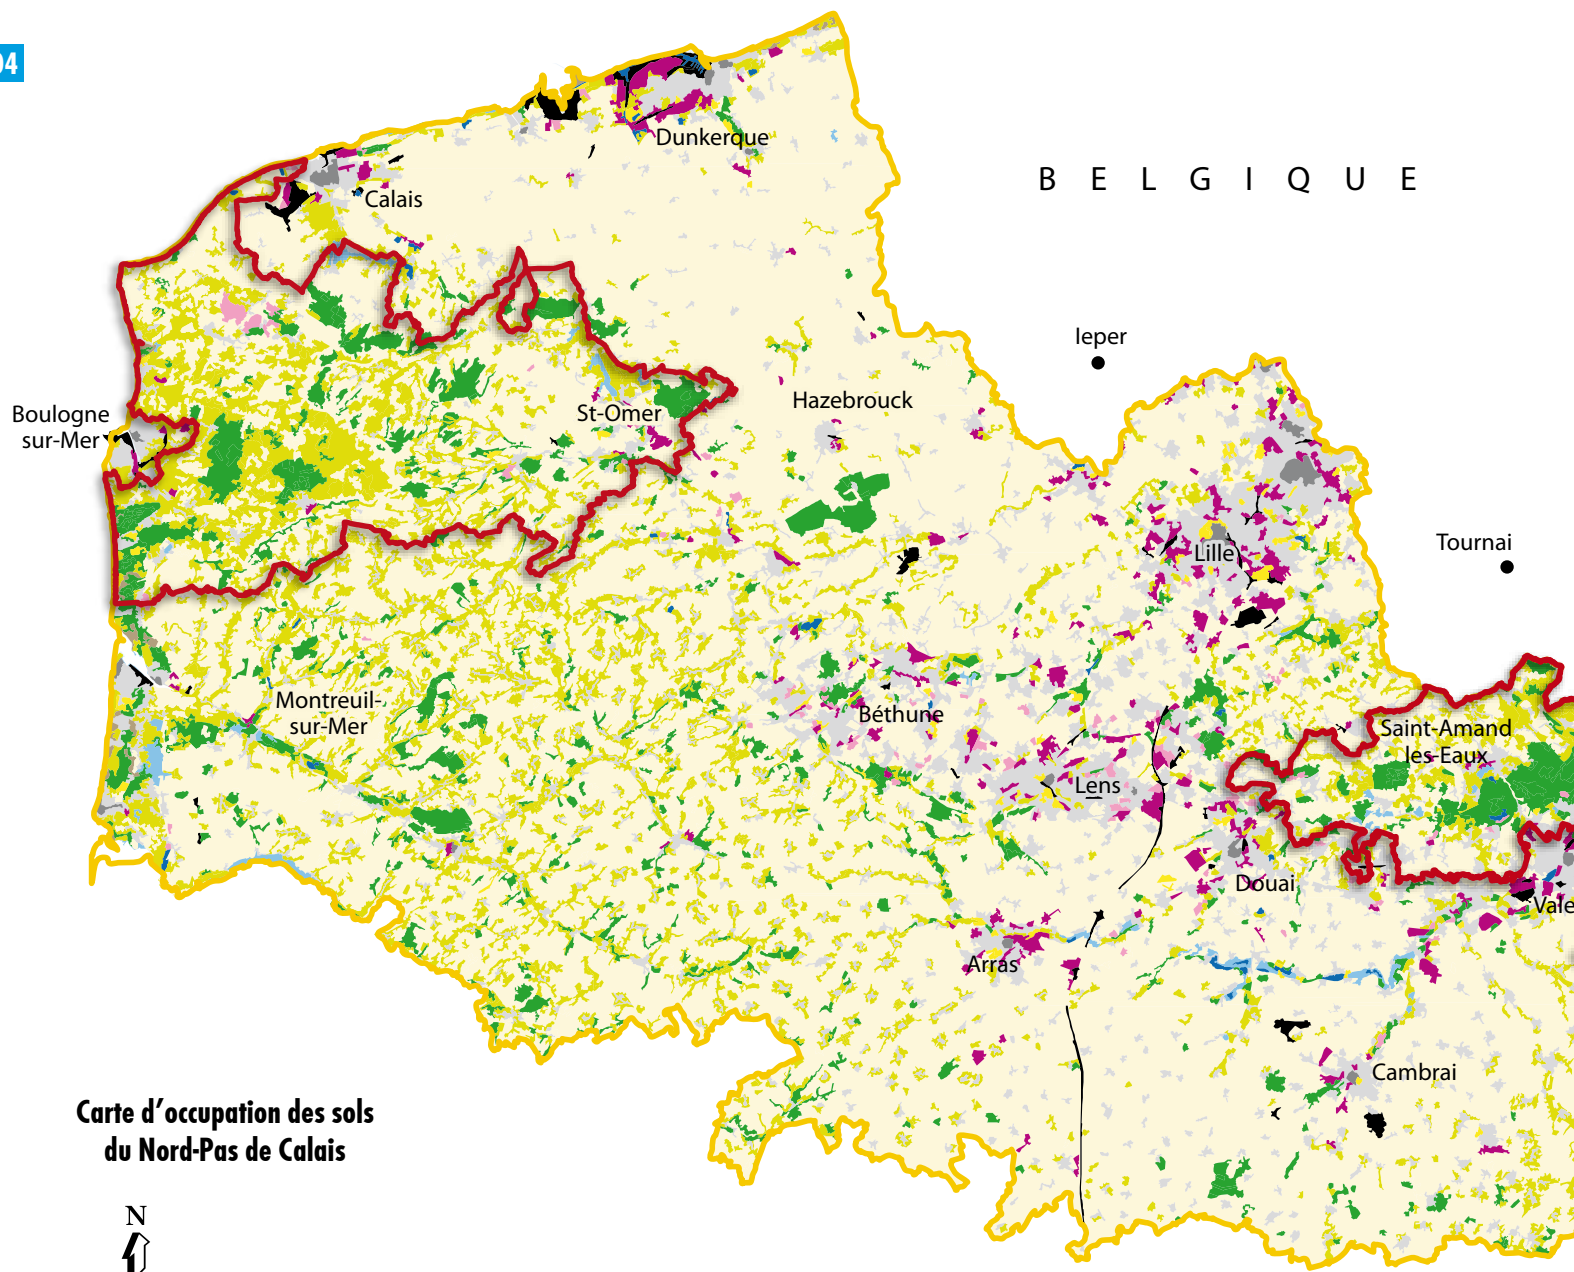 04
Dunkerque
BELGIQUE
Calais
Ieper
Boulogne
sur-Mer
St-Omer
Hazebrouck
Lille
Tournai
Montreuil-
sur-Mer
Béthune
Saint-Amand
les-Eaux
Lens
Douai
Vale
Arras
Cambrai
Carte d’occupation des sols
du Nord-Pas de Calais
N